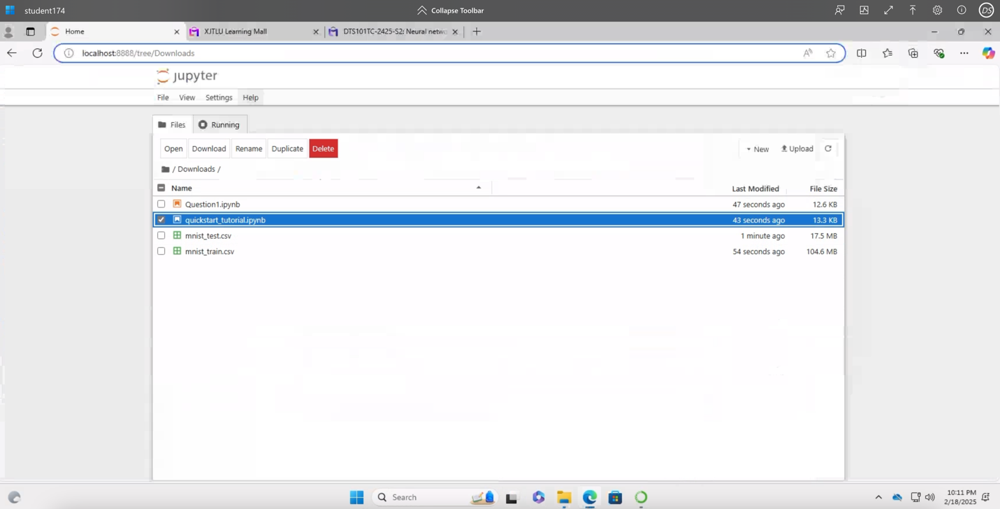 student174
Collapse Toolbar
DS
Home
XJTLU Learning Mall
DTS101TC-2425-S2: Neural netwo
localhost:8888/tree/Downloads
jupyter
File View Settings Help
Files Running
Open Download Rename Duplicate Delete New Upload
/ Downloads /
Name Last Modified File Size
Question1.ipynb 47 seconds ago 12.6 KB
quickstart_tutorial.ipynb 43 seconds ago 13.3 KB
mnist_test.csv 1 minute ago 17.5 MB
mnist_train.csv 54 seconds ago 104.6 MB
Search
10:11 PM
2/18/2025